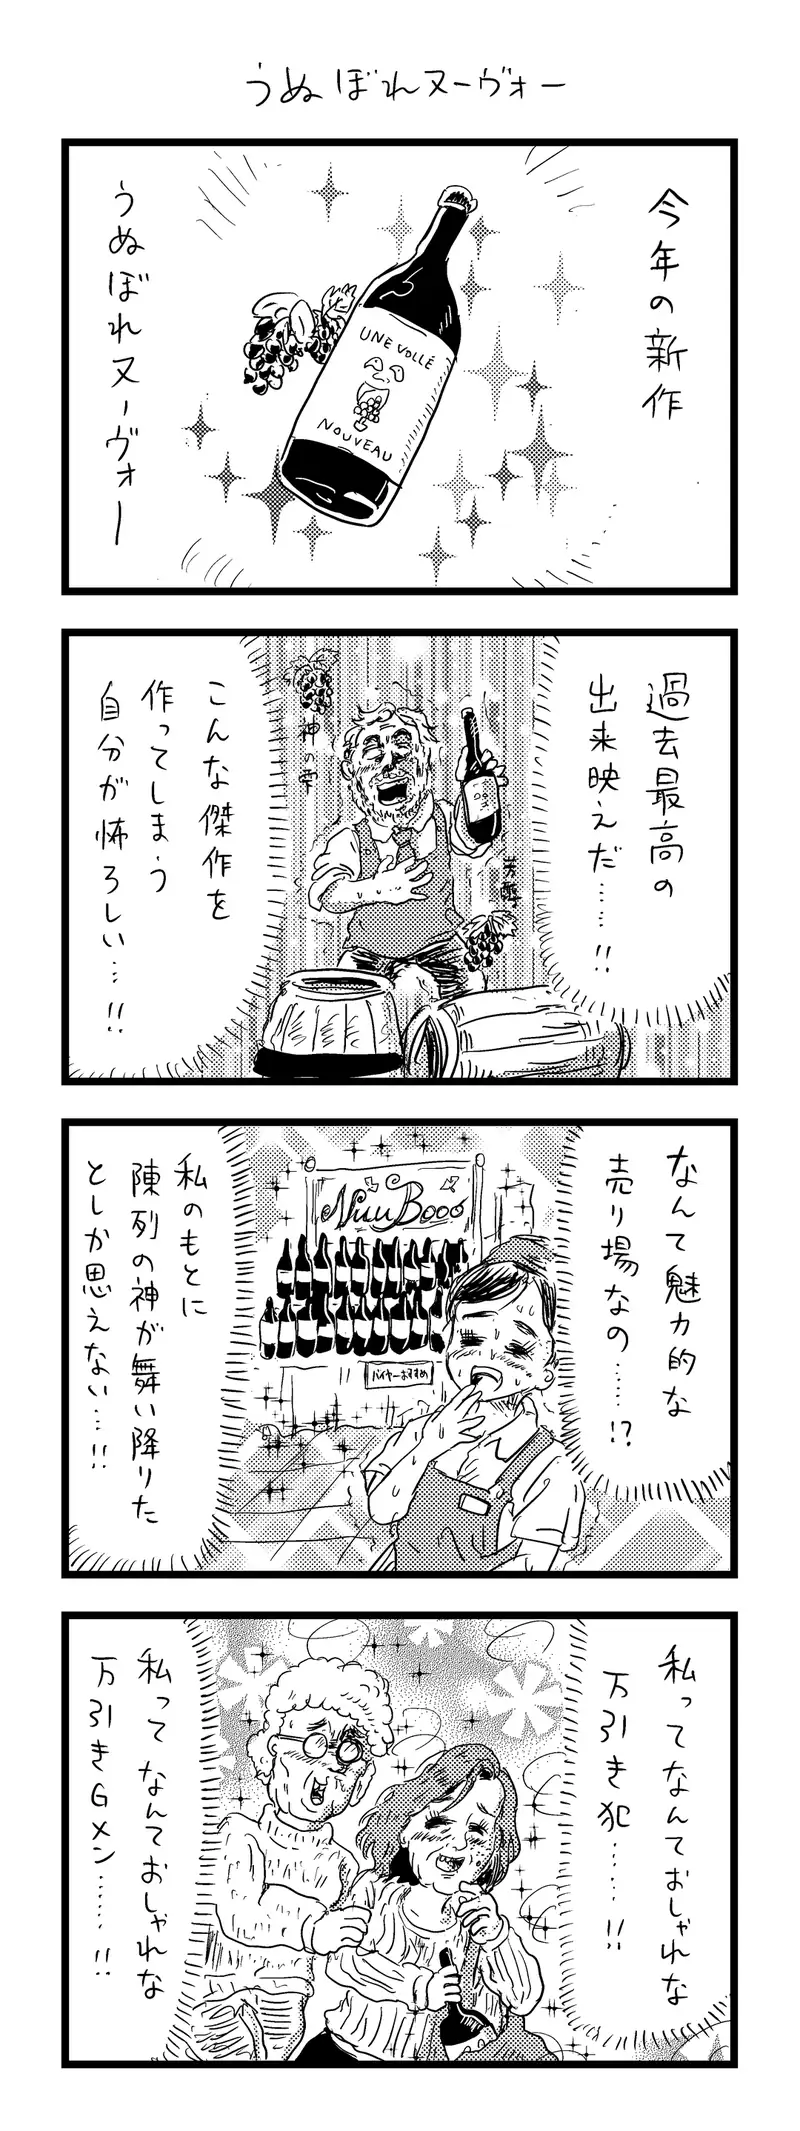 うぬぼれヌーヴォー
今年の新作
UNE VOLLÉ
NOUVEAU
うぬぼれヌーヴォー
過去最高の
出来映えだ……!!
神の雫
芳醇
こんな傑作を
作ってしまう
自分が怖ろしい…!!
なんて魅力的な
売り場なの……!?
Nuu Booo
バイヤーおすすめ
私のもとに
陳列の神が舞い降りた
としか思えない…!!
私ってなんておしゃれな
万引き犯……!!
私ってなんておしゃれな
万引きGメン……!!